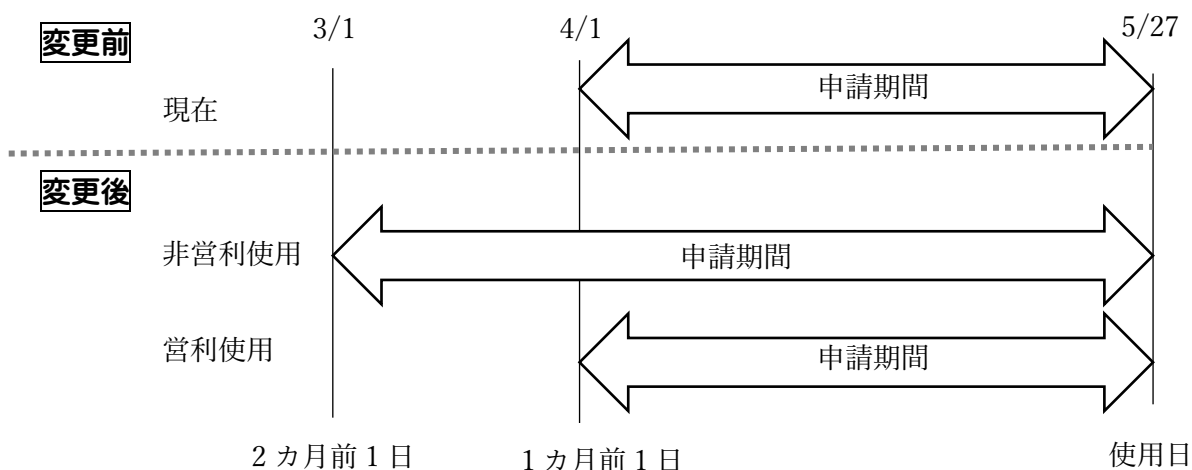 変更前
3/1
4/1
5/27
現在
申請期間
変更後
非営利使用
申請期間
営利使用
申請期間
2カ月前1日
1カ月前1日
使用日